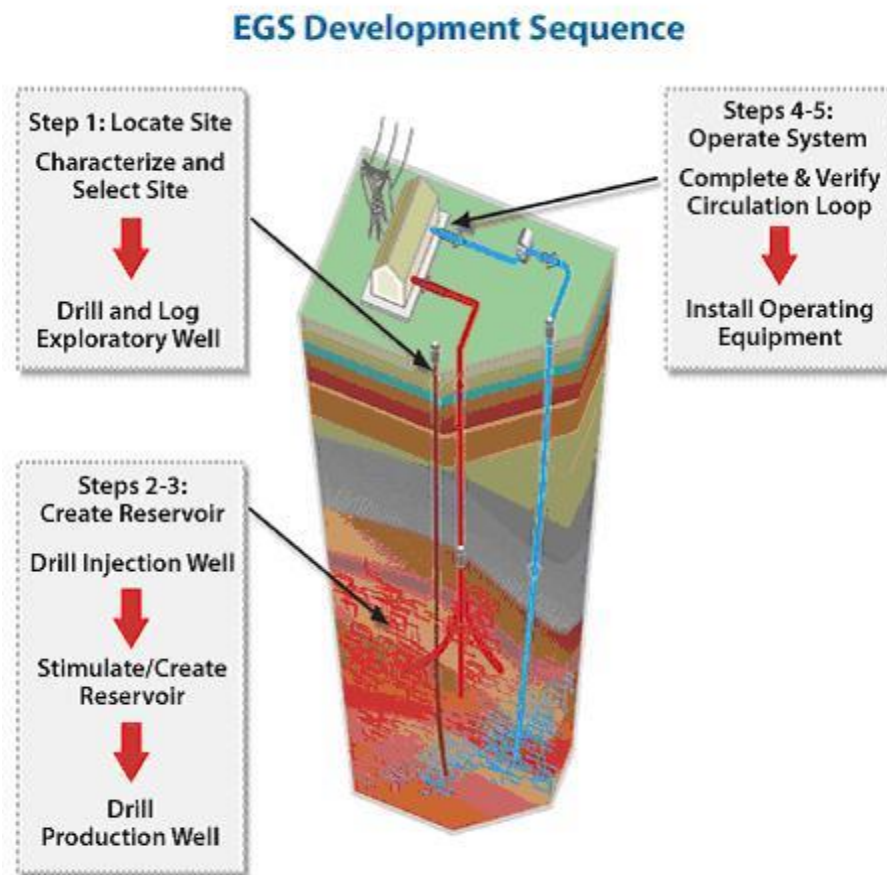 EGS Development Sequence
Step 1: Locate Site
Characterize and
Select Site
Drill and Log
Exploratory Well
Steps 4-5:
Operate System
Complete & Verify
Circulation Loop
Install Operating
Equipment
Steps 2-3:
Create Reservoir
Drill Injection Well
Stimulate/Create
Reservoir
Drill
Production Well